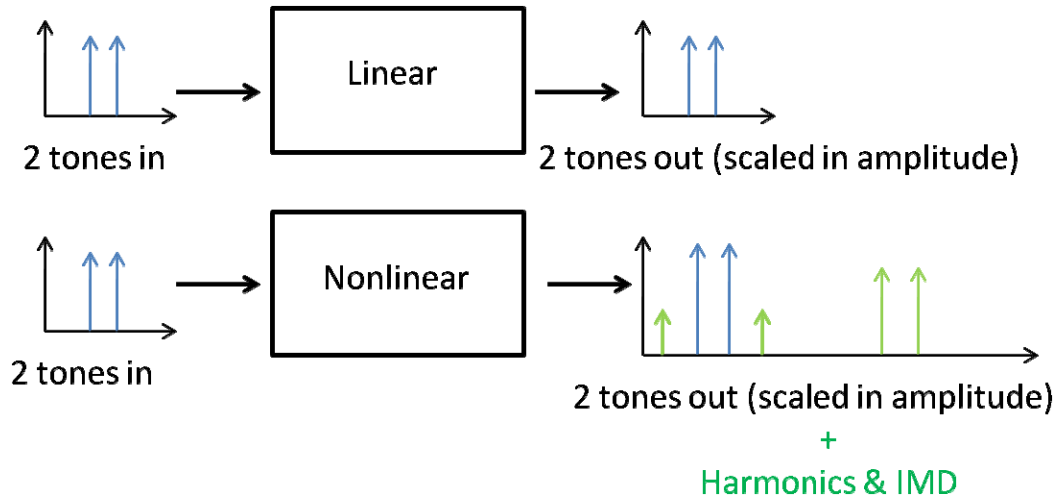 Linear
2 tones in
2 tones out (scaled in amplitude)
Nonlinear
2 tones in
2 tones out (scaled in amplitude)
+
Harmonics & IMD